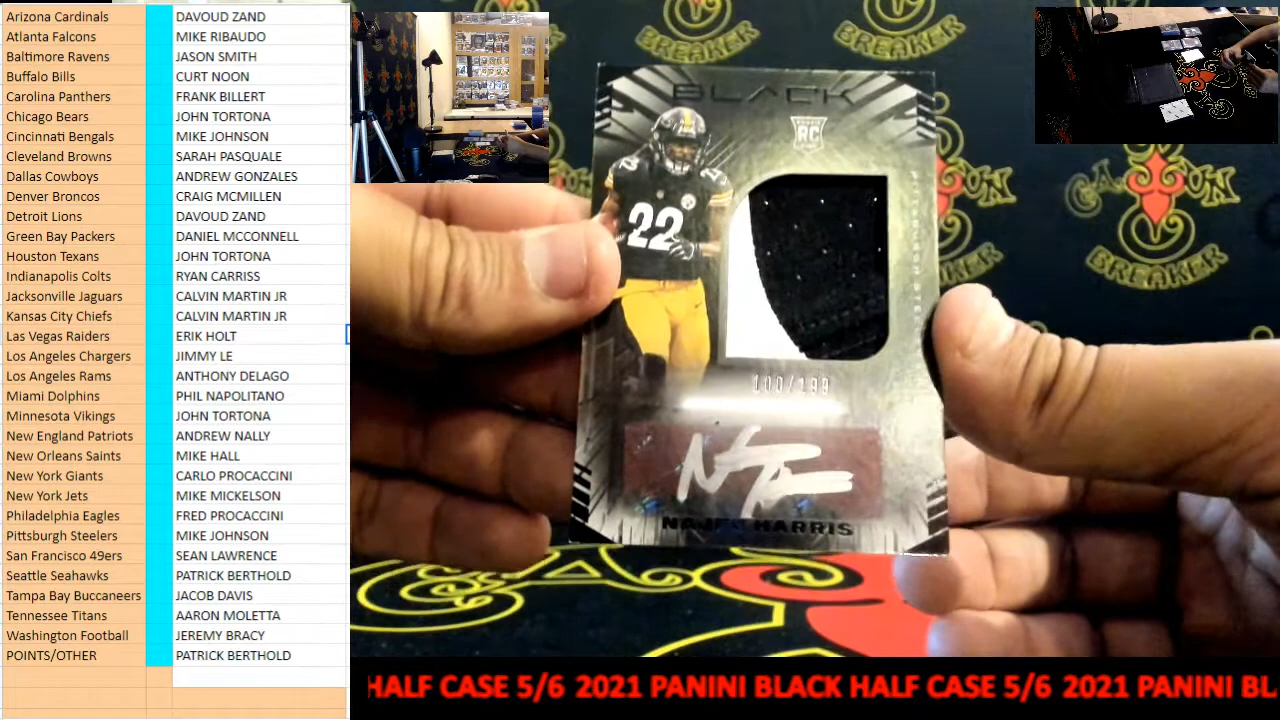 Arizona Cardinals DAVOUD ZAND
Atlanta Falcons MIKE RIBAUDO
Baltimore Ravens JASON SMITH
Buffalo Bills CURT NOON
Carolina Panthers FRANK BILLERT
Chicago Bears JOHN TORTONA
Cincinnati Bengals MIKE JOHNSON
Cleveland Browns SARAH PASQUALE
Dallas Cowboys ANDREW GONZALES
Denver Broncos CRAIG MCMILLEN
Detroit Lions DAVOUD ZAND
Green Bay Packers DANIEL MCCONNELL
Houston Texans JOHN TORTONA
Indianapolis Colts RYAN CARRISS
Jacksonville Jaguars CALVIN MARTIN JR
Kansas City Chiefs CALVIN MARTIN JR
Las Vegas Raiders ERIK HOLT
Los Angeles Chargers JIMMY LE
Los Angeles Rams ANTHONY DELAGO
Miami Dolphins PHIL NAPOLITANO
Minnesota Vikings JOHN TORTONA
New England Patriots ANDREW NALLY
New Orleans Saints MIKE HALL
New York Giants CARLO PROCACCINI
New York Jets MIKE MICKELSON
Philadelphia Eagles FRED PROCACCINI
Pittsburgh Steelers MIKE JOHNSON
San Francisco 49ers SEAN LAWRENCE
Seattle Seahawks PATRICK BERTHOLD
Tampa Bay Buccaneers JACOB DAVIS
Tennessee Titans AARON MOLETTA
Washington Football JEREMY BRACY
POINTS/OTHER PATRICK BERTHOLD
BREAKER
BREAKER
BLACK
RC
22
22
100/199
NAJEE HARRIS
CAJUN
BREAKER
BREAKER
HALF CASE 5/6 2021 PANINI BLACK HALF CASE 5/6 2021 PANINI BL